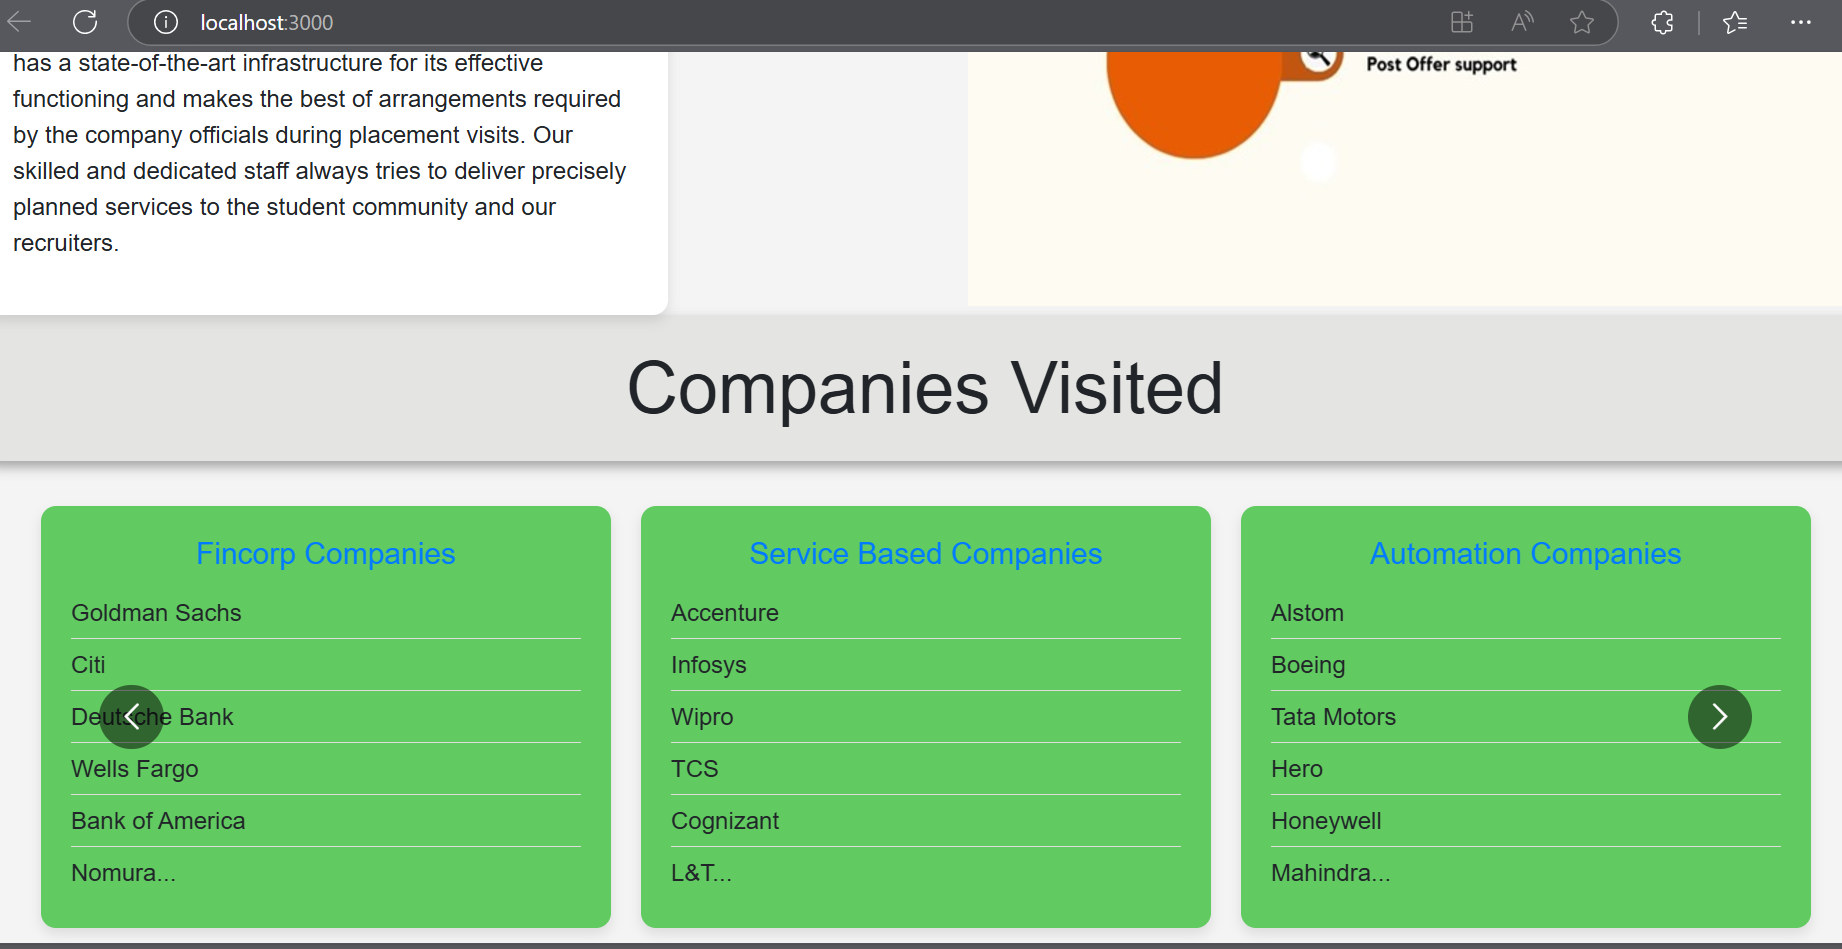 localhost:3000
has a state-of-the-art infrastructure for its effective
functioning and makes the best of arrangements required
by the company officials during placement visits. Our
skilled and dedicated staff always tries to deliver precisely
planned services to the student community and our
recruiters.
Post Offer support
Companies Visited
Fincorp Companies
Goldman Sachs
Citi
Deutsche Bank
Wells Fargo
Bank of America
Nomura...
Service Based Companies
Accenture
Infosys
Wipro
TCS
Cognizant
L&T...
Automation Companies
Alstom
Boeing
Tata Motors
Hero
Honeywell
Mahindra...